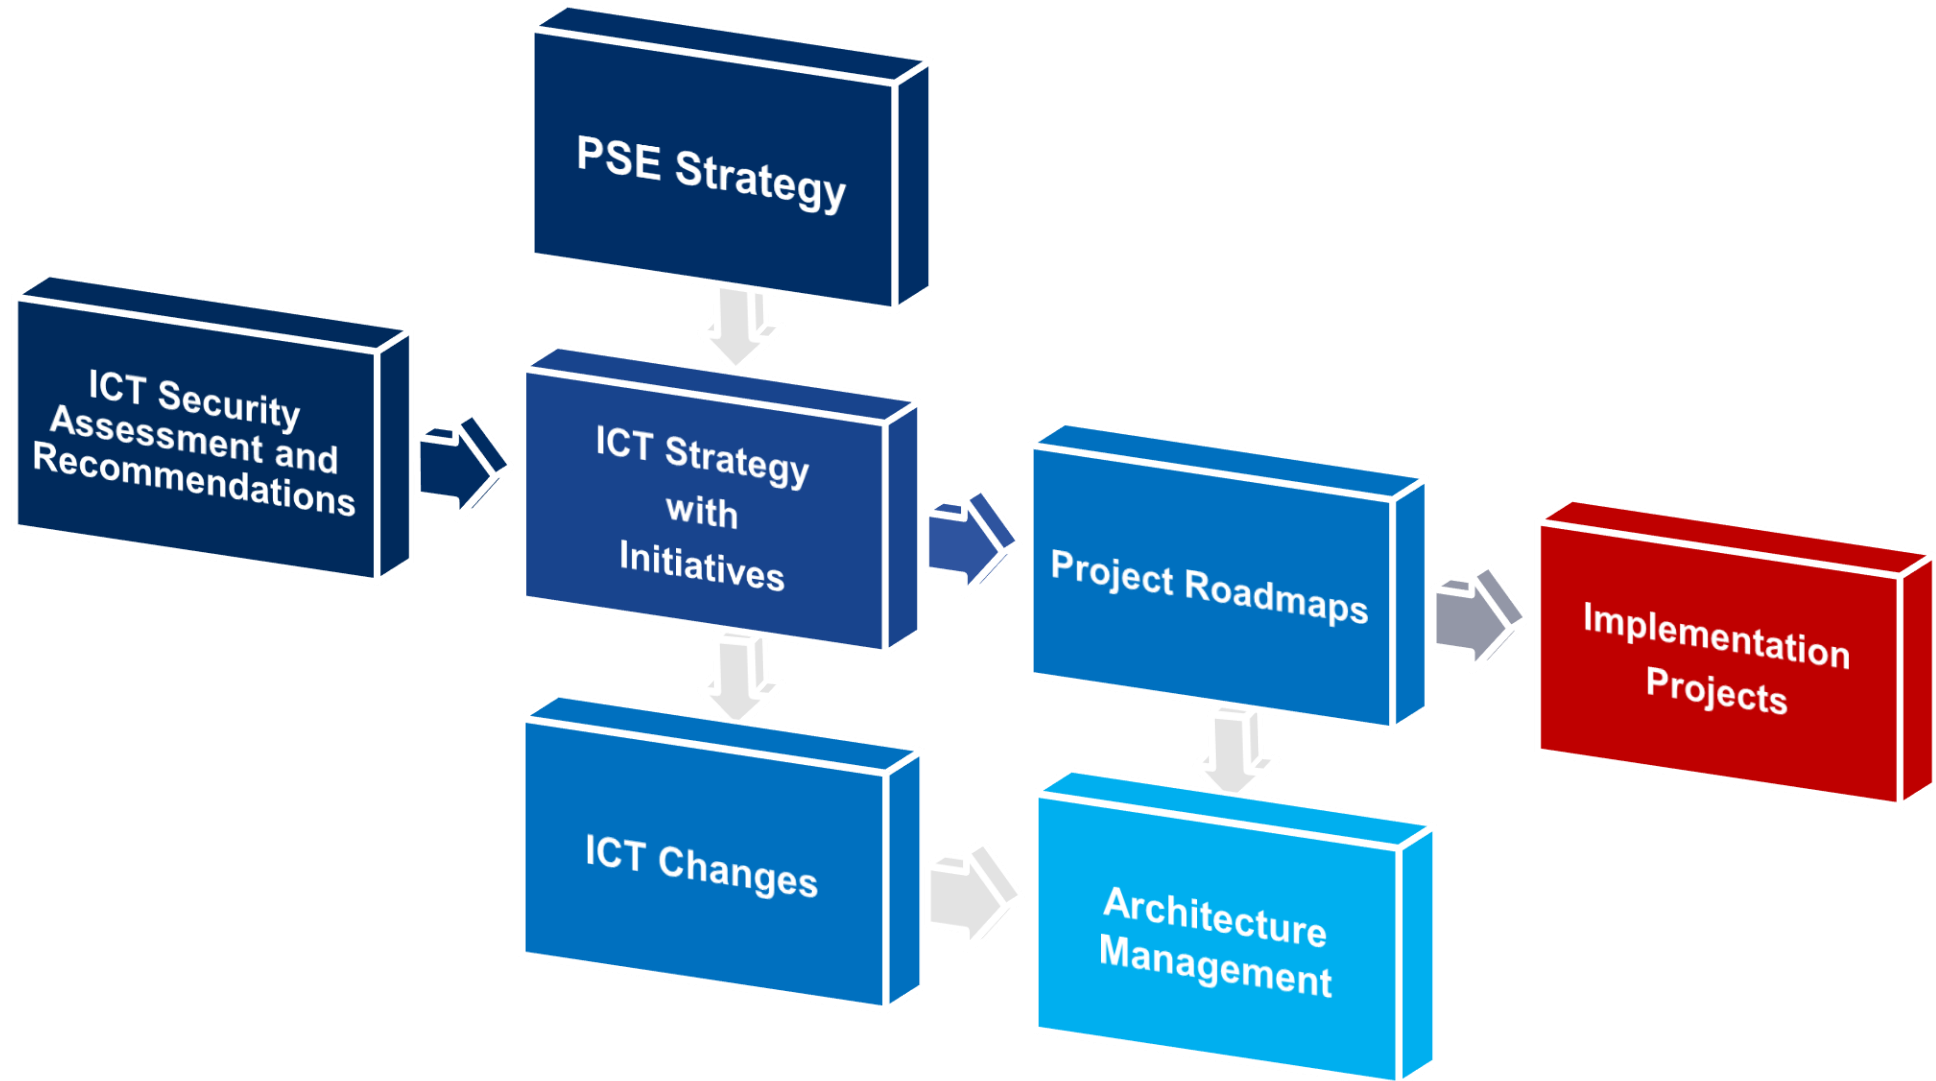 PSE Strategy
ICT Security
Assessment and
Recommendations
ICT Strategy
with
Initiatives
Project Roadmaps
Implementation
Projects
ICT Changes
Architecture
Management